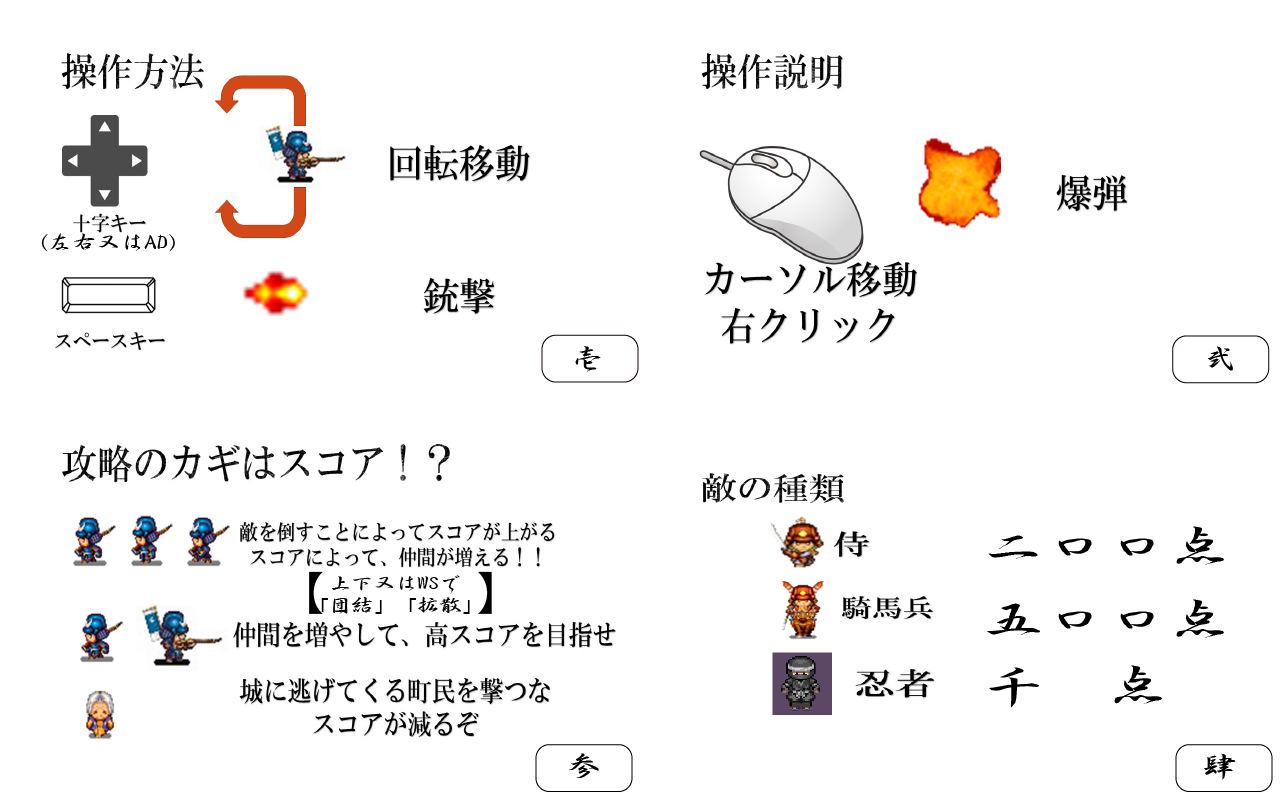 操作方法
十字キー
(左右又はAD)
回転移動
スペースキー
銃撃
壱
操作説明
カーソル移動
右クリック
爆弾
弐
攻略のカギはスコア！？
敵を倒すことによってスコアが上がる
スコアによって、仲間が増える！！
【上下又はWSで
「団結」「拡散」】
仲間を増やして、高スコアを目指せ
城に逃げてくる町民を撃つな
スコアが減るぞ
参
敵の種類
侍 二口口点
騎馬兵 五口口点
忍者 千 点
肆